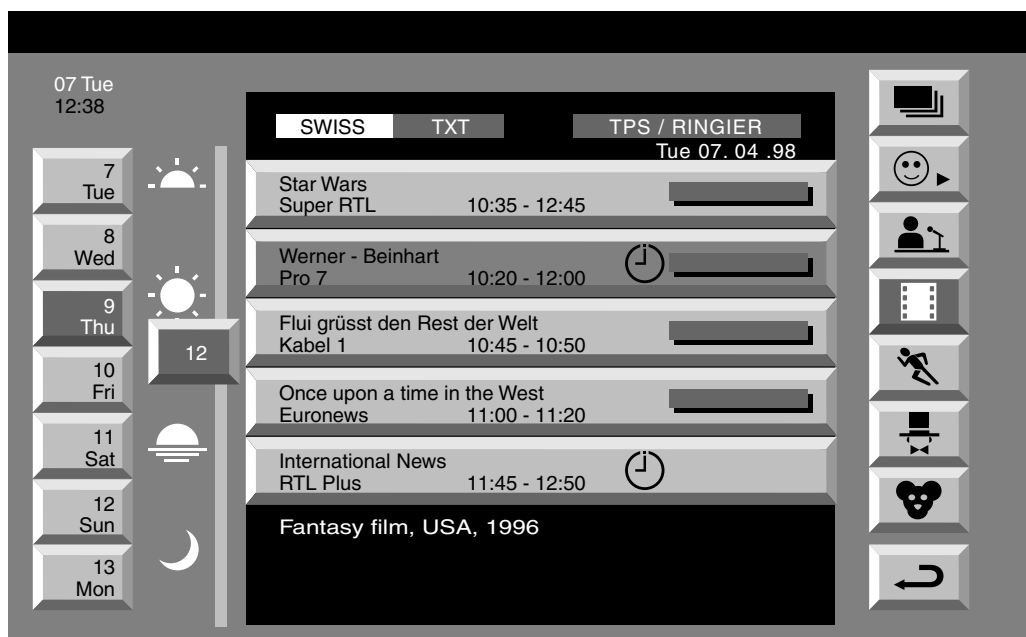 07 Tue
12:38
7
Tue
8
Wed
9
Thu
10
Fri
11
Sat
12
Sun
13
Mon
12
SWISS TXT TPS / RINGIER
Tue 07. 04 .98
Star Wars
Super RTL 10:35 - 12:45
Werner - Beinhart
Pro 7 10:20 - 12:00
Flui grüsst den Rest der Welt
Kabel 1 10:45 - 10:50
Once upon a time in the West
Euronews 11:00 - 11:20
International News
RTL Plus 11:45 - 12:50
Fantasy film, USA, 1996